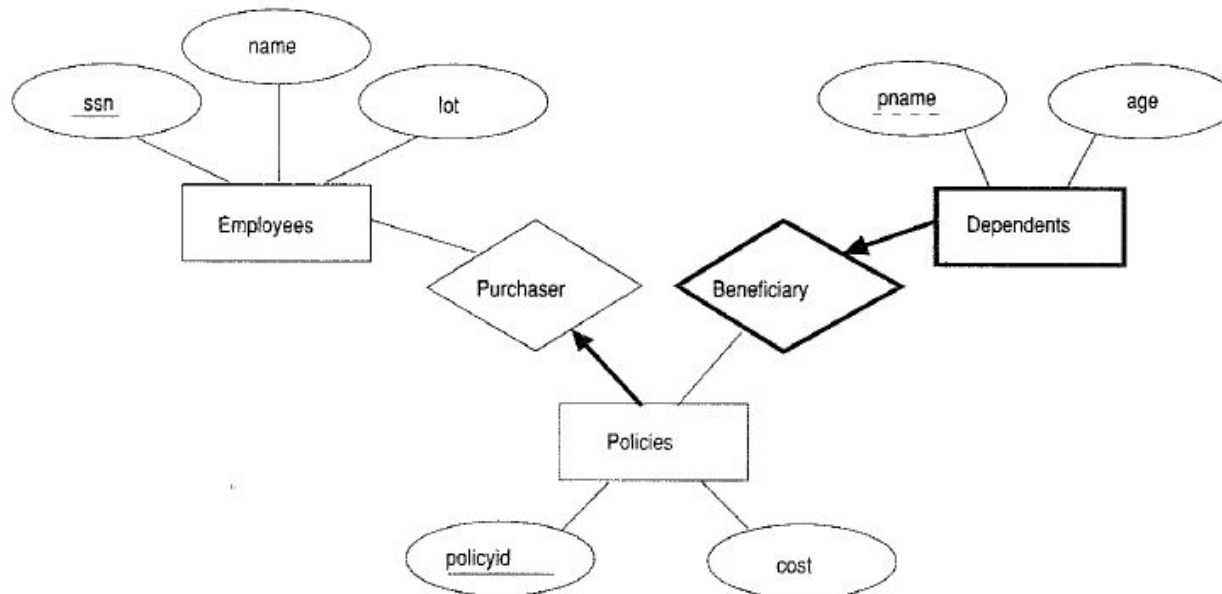 name
ssn
lot
pname
age
Employees
Dependents
Purchaser
Beneficiary
Policies
policyid
cost